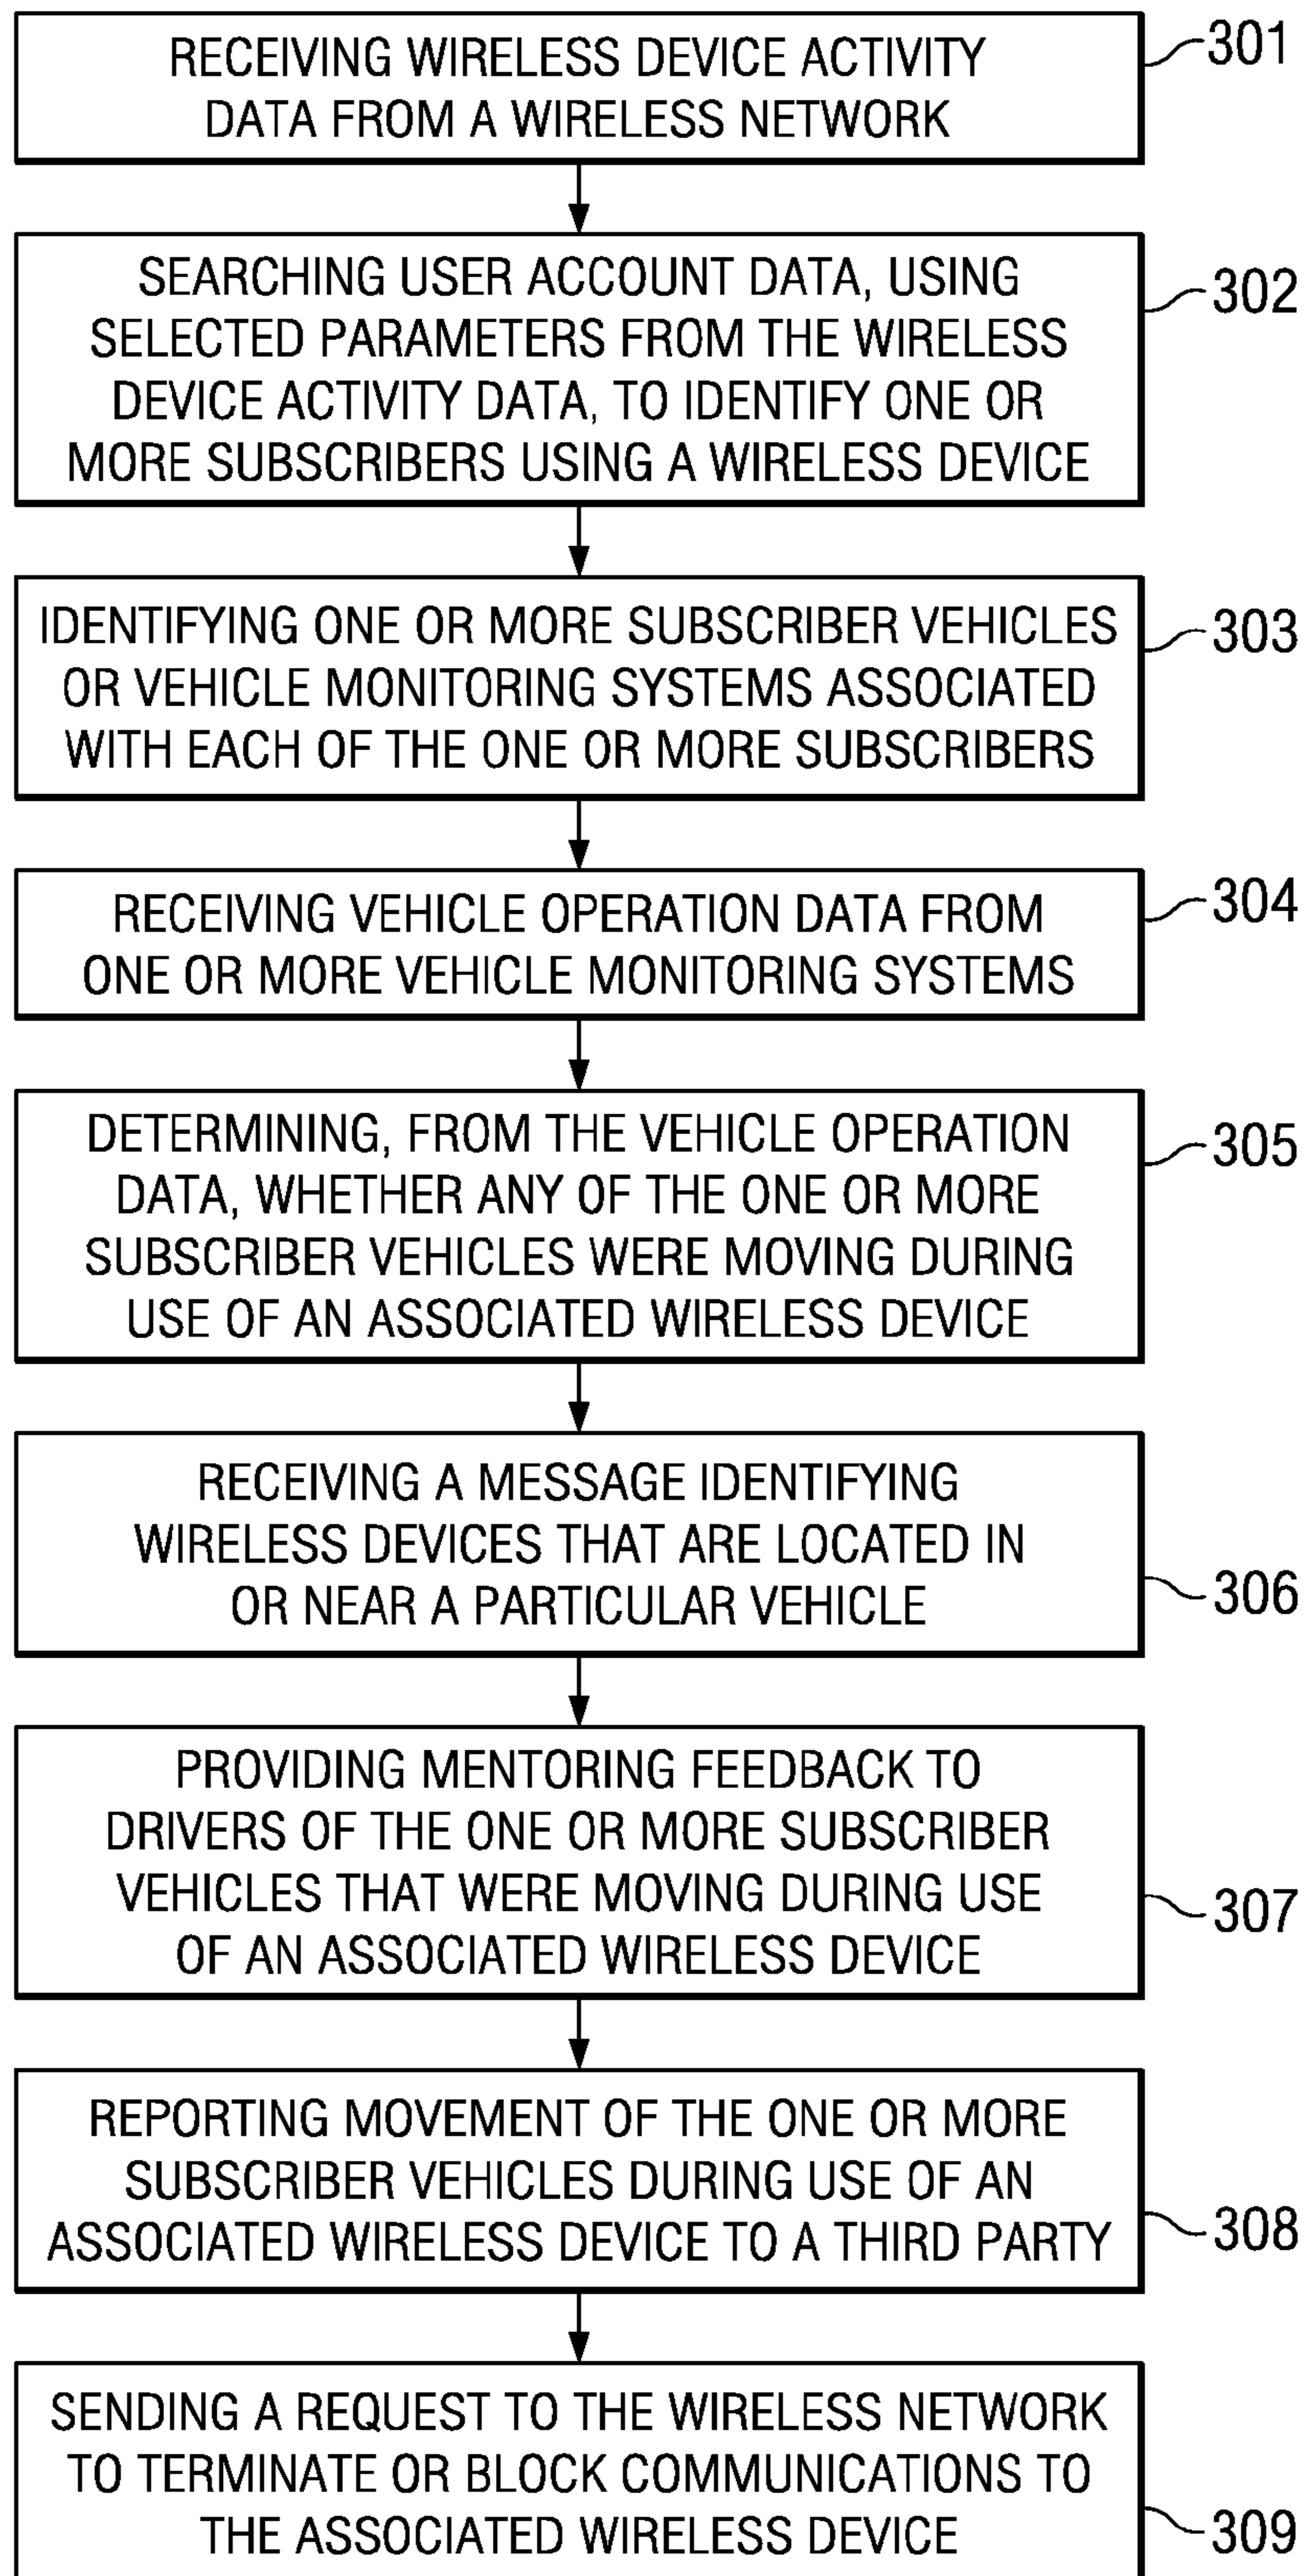 RECEIVING WIRELESS DEVICE ACTIVITY
DATA FROM A WIRELESS NETWORK
301
SEARCHING USER ACCOUNT DATA, USING
SELECTED PARAMETERS FROM THE WIRELESS
DEVICE ACTIVITY DATA, TO IDENTIFY ONE OR
MORE SUBSCRIBERS USING A WIRELESS DEVICE
302
IDENTIFYING ONE OR MORE SUBSCRIBER VEHICLES
OR VEHICLE MONITORING SYSTEMS ASSOCIATED
WITH EACH OF THE ONE OR MORE SUBSCRIBERS
303
RECEIVING VEHICLE OPERATION DATA FROM
ONE OR MORE VEHICLE MONITORING SYSTEMS
304
DETERMINING, FROM THE VEHICLE OPERATION
DATA, WHETHER ANY OF THE ONE OR MORE
SUBSCRIBER VEHICLES WERE MOVING DURING
USE OF AN ASSOCIATED WIRELESS DEVICE
305
RECEIVING A MESSAGE IDENTIFYING
WIRELESS DEVICES THAT ARE LOCATED IN
OR NEAR A PARTICULAR VEHICLE
306
PROVIDING MENTORING FEEDBACK TO
DRIVERS OF THE ONE OR MORE SUBSCRIBER
VEHICLES THAT WERE MOVING DURING USE
OF AN ASSOCIATED WIRELESS DEVICE
307
REPORTING MOVEMENT OF THE ONE OR MORE
SUBSCRIBER VEHICLES DURING USE OF AN
ASSOCIATED WIRELESS DEVICE TO A THIRD PARTY
308
SENDING A REQUEST TO THE WIRELESS NETWORK
TO TERMINATE OR BLOCK COMMUNICATIONS TO
THE ASSOCIATED WIRELESS DEVICE
309